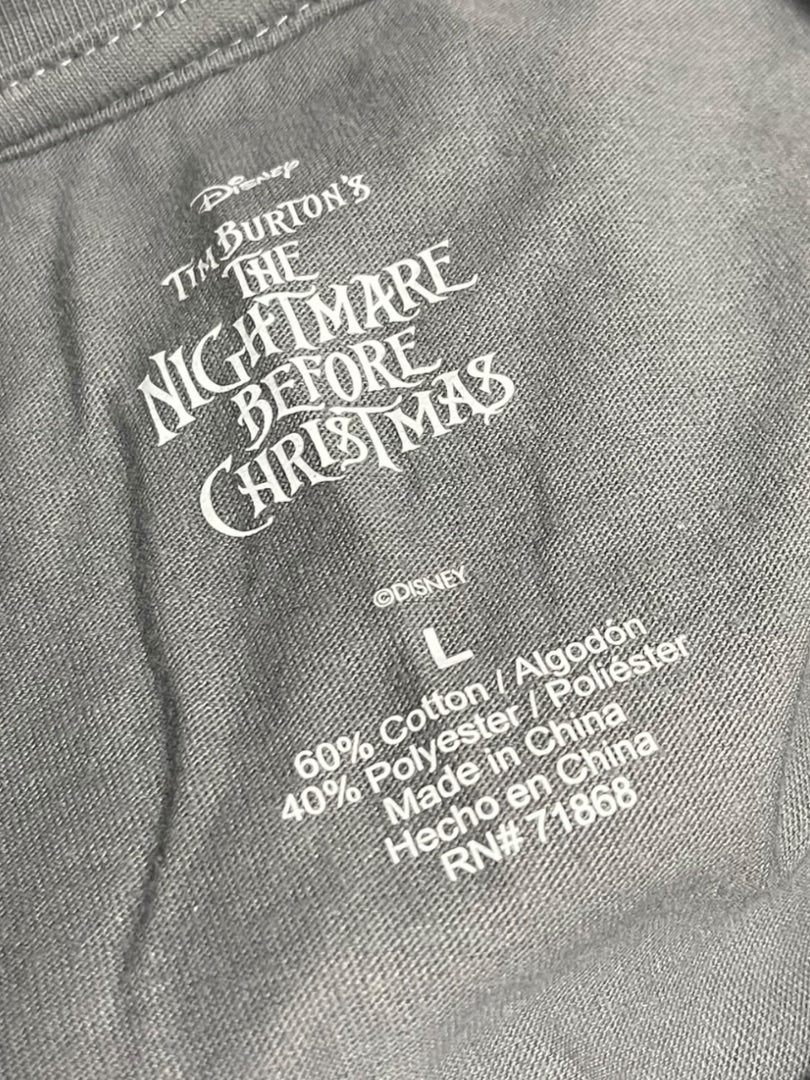 Disney
TIM BURTON'S
THE
NIGHTMARE
BEFORE
CHRISTMAS
©DISNEY
L
60% Cotton / Algodón
40% Polyester / Poliéster
Made in China
Hecho en China
RN# 71868